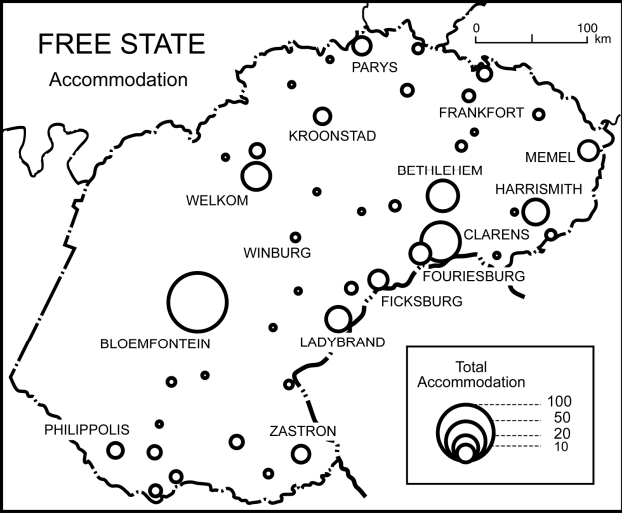 FREE STATE
Accommodation
0 100
km
PARYS
FRANKFORT
KROONSTAD
MEMEL
BETHLEHEM
HARRISMITH
WELKOM
CLARENS
WINBURG
FOURIESBURG
FICKSBURG
BLOEMFONTEIN
LADYBRAND
Total
Accommodation
100
50
20
10
PHILIPPOLIS
ZASTRON